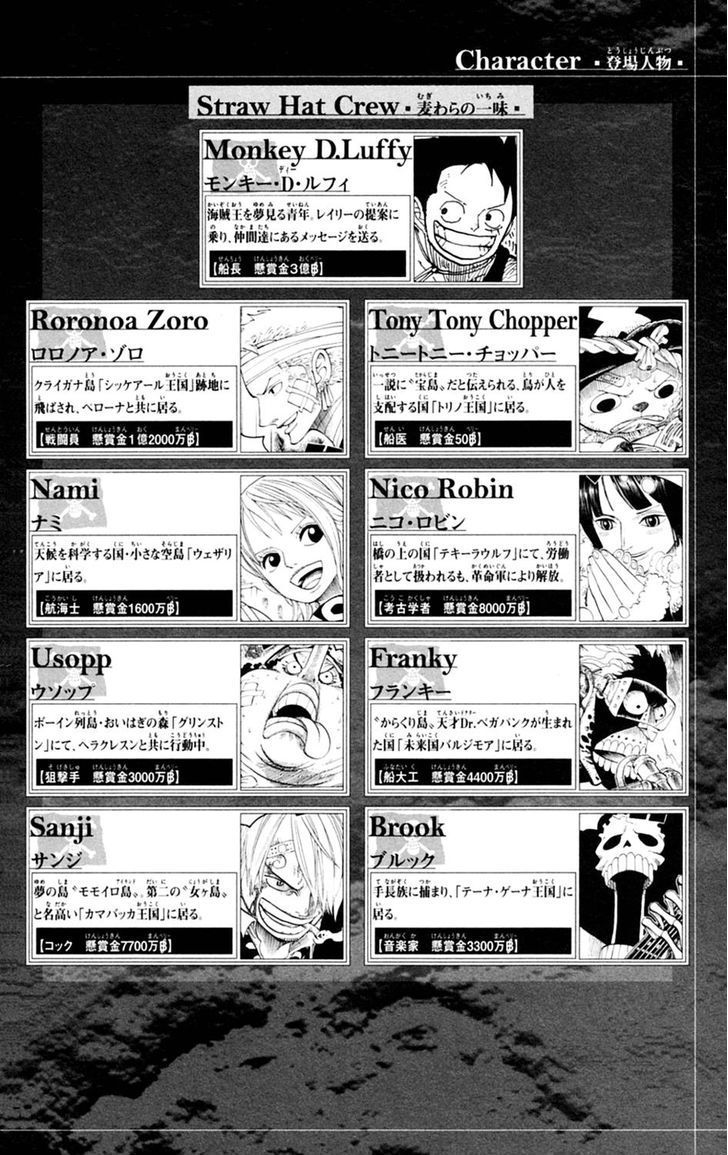 Character ▪登場人物▪
Straw Hat Crew▪麦わらの一味▪
Monkey D.Luffy
モンキー・D・ルフィ
海賊王を夢見る青年。レイリーの提案に
乗り、仲間達にあるメッセージを送る。
【船長 懸賞金3億฿】
Roronoa Zoro
ロロノア・ゾロ
クライガナ島「シッケアール王国」跡地に
飛ばされ、ペローナと共に居る。
【戦闘員 懸賞金1億2000万฿】
Tony Tony Chopper
トニートニー・チョッパー
一説に〝宝島〟だと伝えられる、島が人を
支配する国「トリノ王国」に居る。
【船医 懸賞金50฿】
Nami
ナミ
天候を科学する国・小さな空島「ウェザリ
ア」に居る。
【航海士 懸賞金1600万฿】
Nico Robin
ニコ・ロビン
橋の上の国「テキーラウルフ」にて、労働
者として扱われるも、革命軍により解放。
【考古学者 懸賞金8000万฿】
Usopp
ウソップ
ボーイン列島・おいはぎの森「グリンスト
ン」にて、ヘラクレスンと共に行動中。
【狙撃手 懸賞金3000万฿】
Franky
フランキー
〝からくり島〟天才Dr.ベガパンクが生まれ
た国「未来国バルジモア」に居る。
【船大工 懸賞金4400万฿】
Sanji
サンジ
夢の島〝モモイロ島〟。第二の〝女ヶ島〟
と名高い「カマバッカ王国」に居る。
【コック 懸賞金7700万฿】
Brook
ブルック
手長族に捕まり、「テーナ・ゲーナ王国」に
居る。
【音楽家 懸賞金3300万฿】